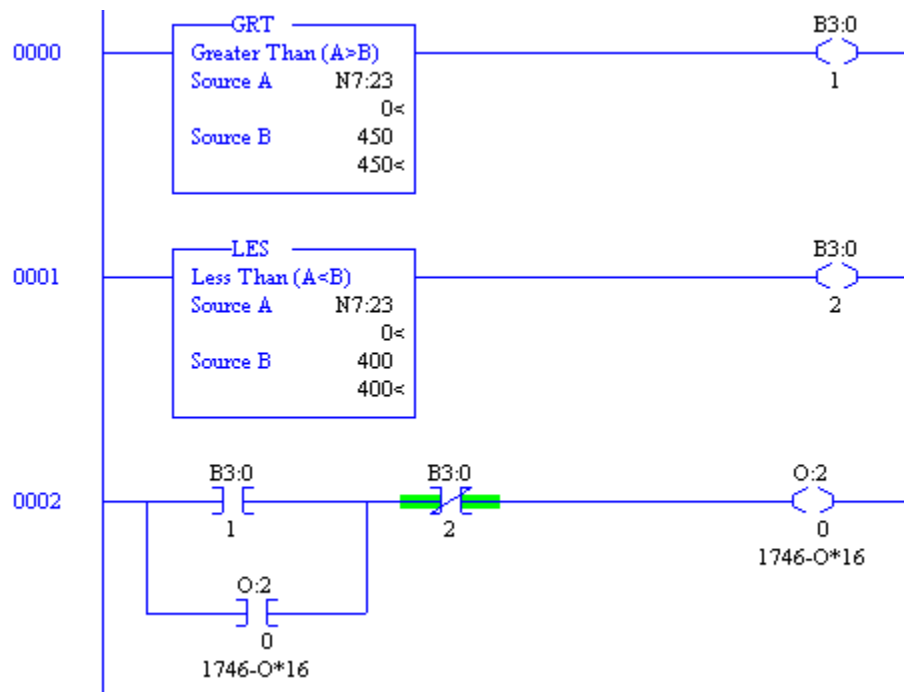 GRT
B3:0
0000
Greater Than (A>B)
Source A N7:23
1
0<
Source B 450
450<
LES
B3:0
0001
Less Than (A<B)
Source A N7:23
2
0<
Source B 400
400<
B3:0 B3:0 O:2
0002
1 2 0
1746-O*16
O:2
0
1746-O*16